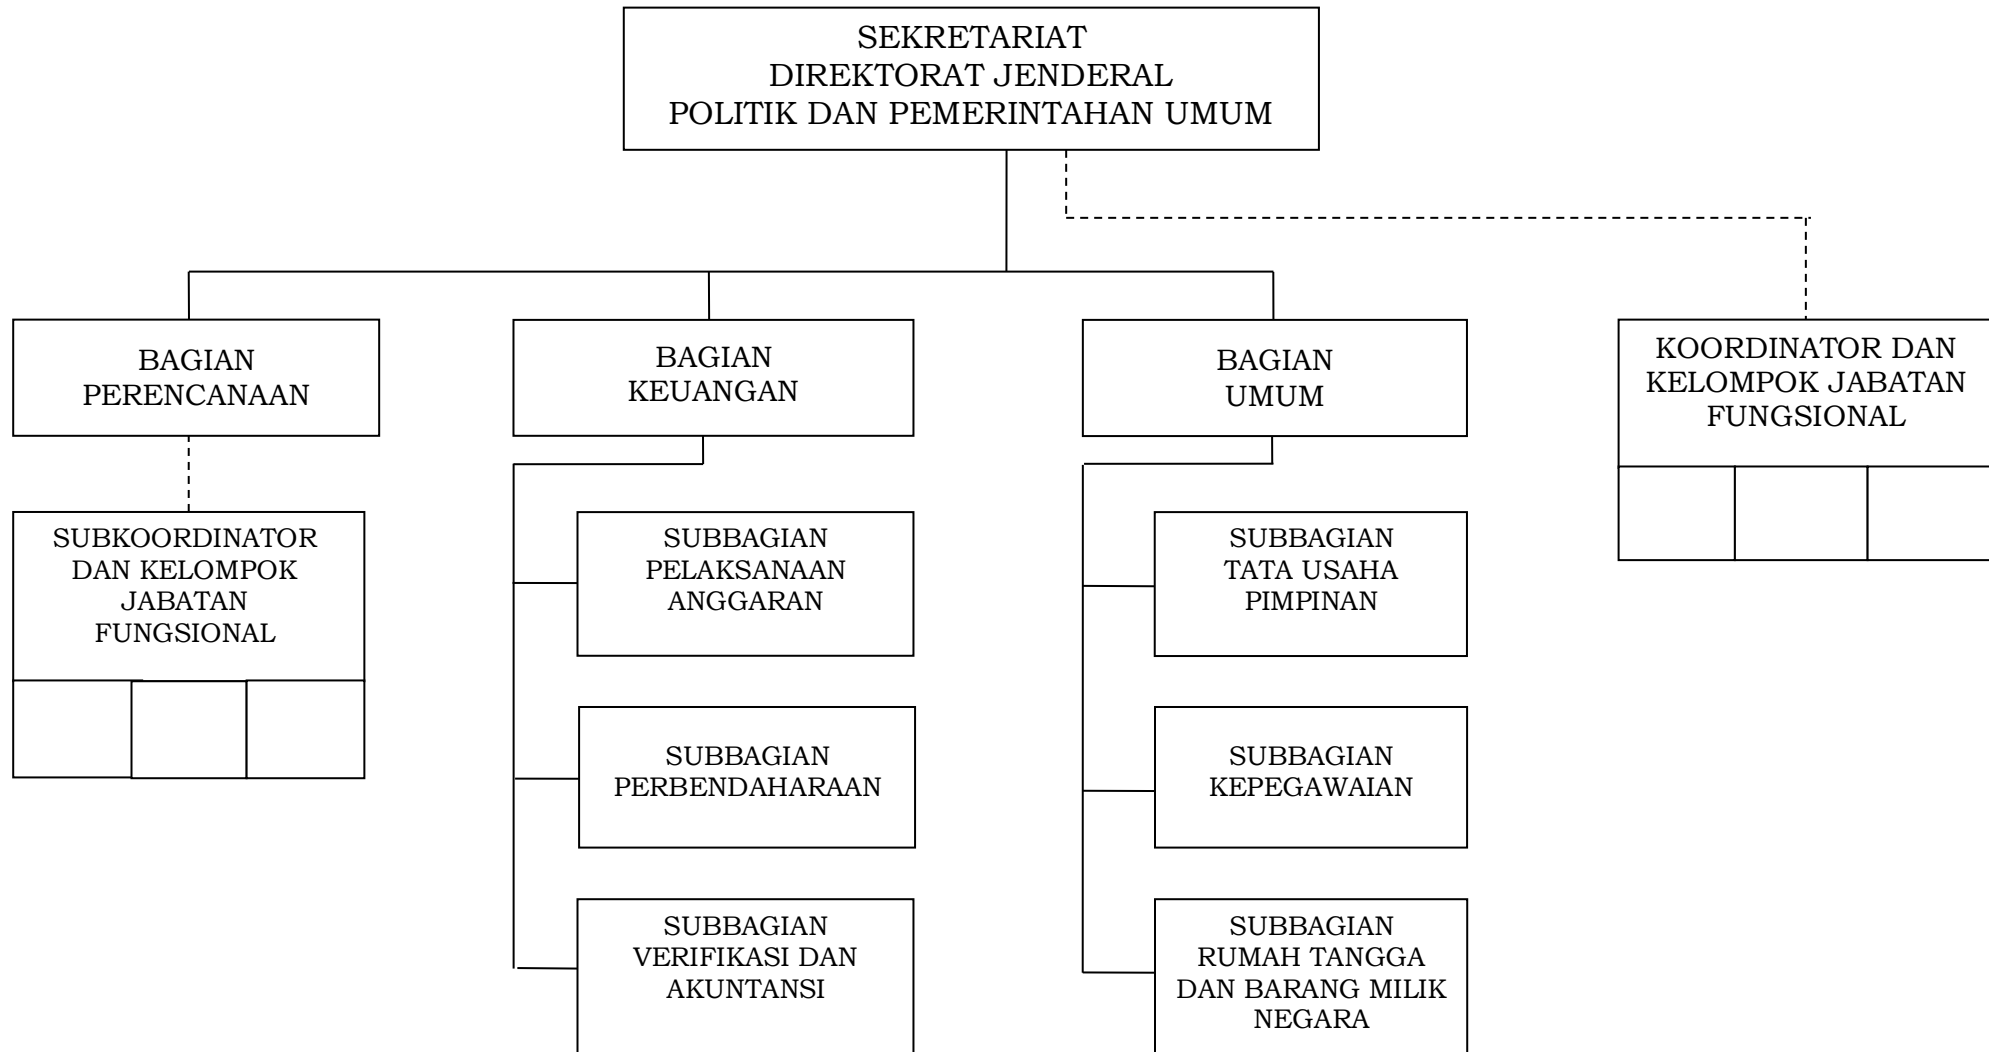 SEKRETARIAT
DIREKTORAT JENDERAL
POLITIK DAN PEMERINTAHAN UMUM
BAGIAN
PERENCANAAN
BAGIAN
KEUANGAN
BAGIAN
UMUM
KOORDINATOR DAN
KELOMPOK JABATAN
FUNGSIONAL
SUBKOORDINATOR
DAN KELOMPOK
JABATAN
FUNGSIONAL
SUBBAGIAN
PELAKSANAAN
ANGGARAN
SUBBAGIAN
PERBENDAHARAAN
SUBBAGIAN
VERIFIKASI DAN
AKUNTANSI
SUBBAGIAN
TATA USAHA
PIMPINAN
SUBBAGIAN
KEPEGAWAIAN
SUBBAGIAN
RUMAH TANGGA
DAN BARANG MILIK
NEGARA